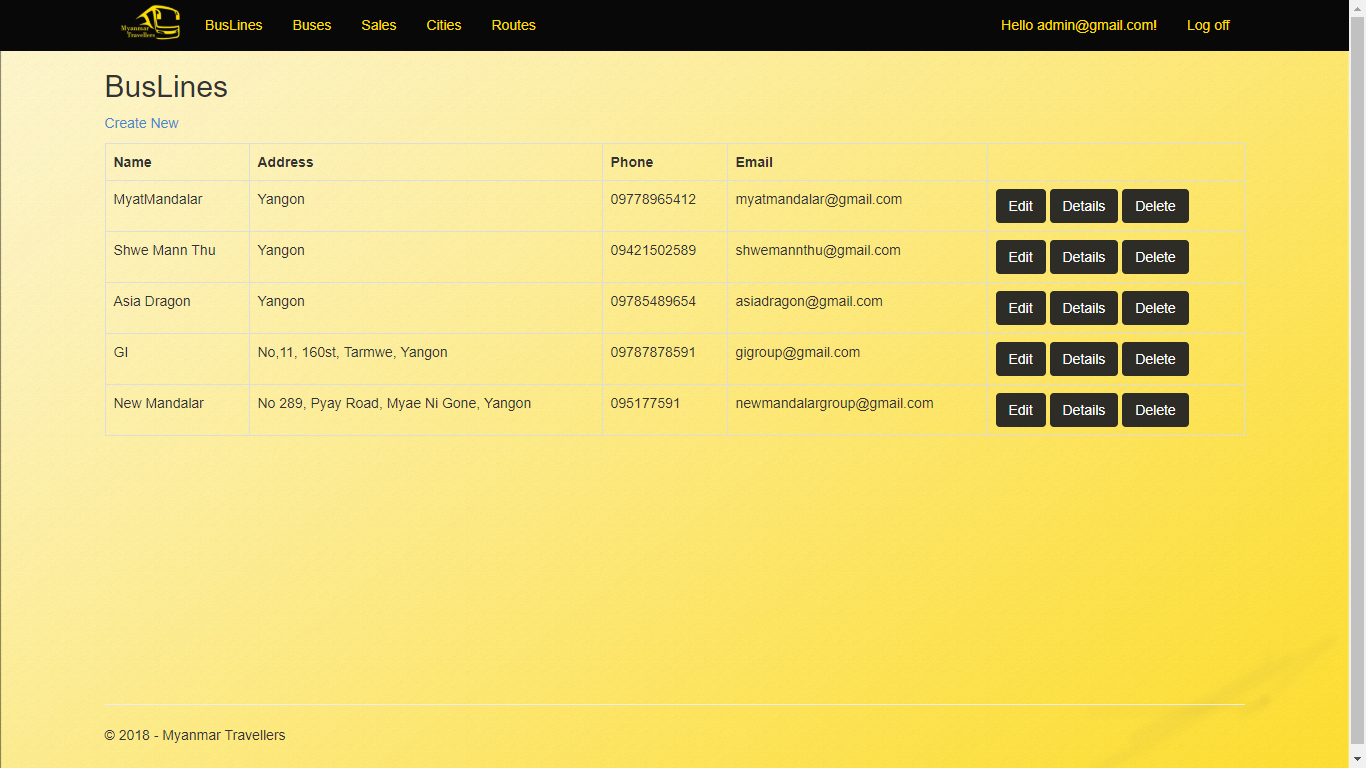 Myanmar
Travellers
BusLines Buses Sales Cities Routes Hello admin@gmail.com! Log off
BusLines
Create New
Name Address Phone Email
MyatMandalar Yangon 09778965412 myatmandalar@gmail.com Edit Details Delete
Shwe Mann Thu Yangon 09421502589 shwemannthu@gmail.com Edit Details Delete
Asia Dragon Yangon 09785489654 asiadragon@gmail.com Edit Details Delete
GI No,11, 160st, Tarmwe, Yangon 09787878591 gigroup@gmail.com Edit Details Delete
New Mandalar No 289, Pyay Road, Myae Ni Gone, Yangon 095177591 newmandalargroup@gmail.com Edit Details Delete
© 2018 - Myanmar Travellers